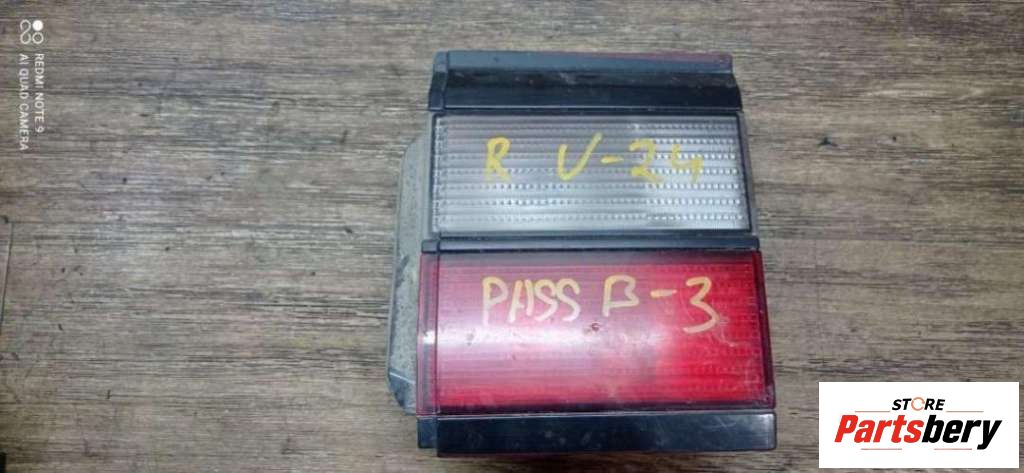 REDMI NOTE 9
AI QUAD CAMERA
R V-24
PASS B-3
STORE
Partsbery